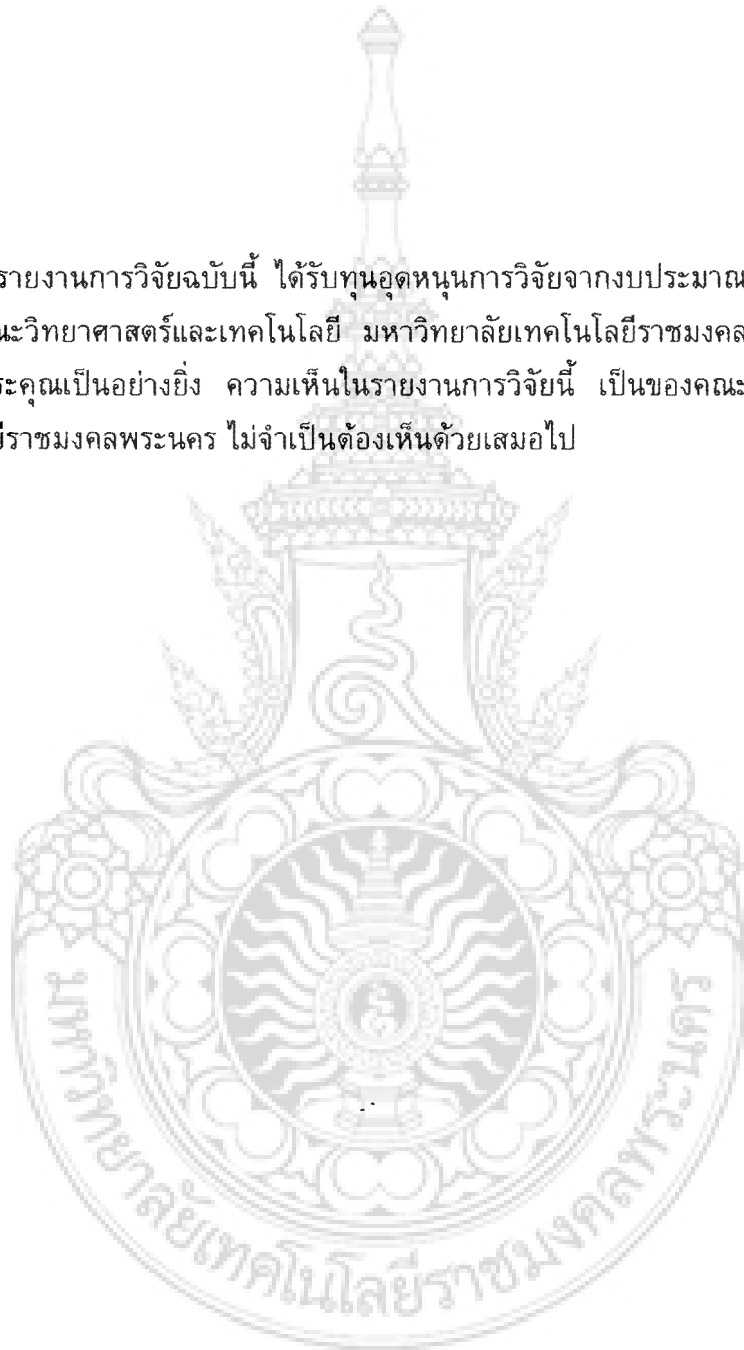 รายงานการวิจัยฉบับนี้ ได้รับทุนอุดหนุนการวิจัยจากงบประมาณ
ณะวิทยาศาสตร์และเทคโนโลยี มหาวิทยาลัยเทคโนโลยีราชมงคล
ระคุณเป็นอย่างยิ่ง ความเห็นในรายงานการวิจัยนี้ เป็นของคณะ
ยีราชมงคลพระนคร ไม่จำเป็นต้องเห็นด้วยเสมอไป
มหาวิทยาลัยเทคโนโลยีราชมงคลพระนคร